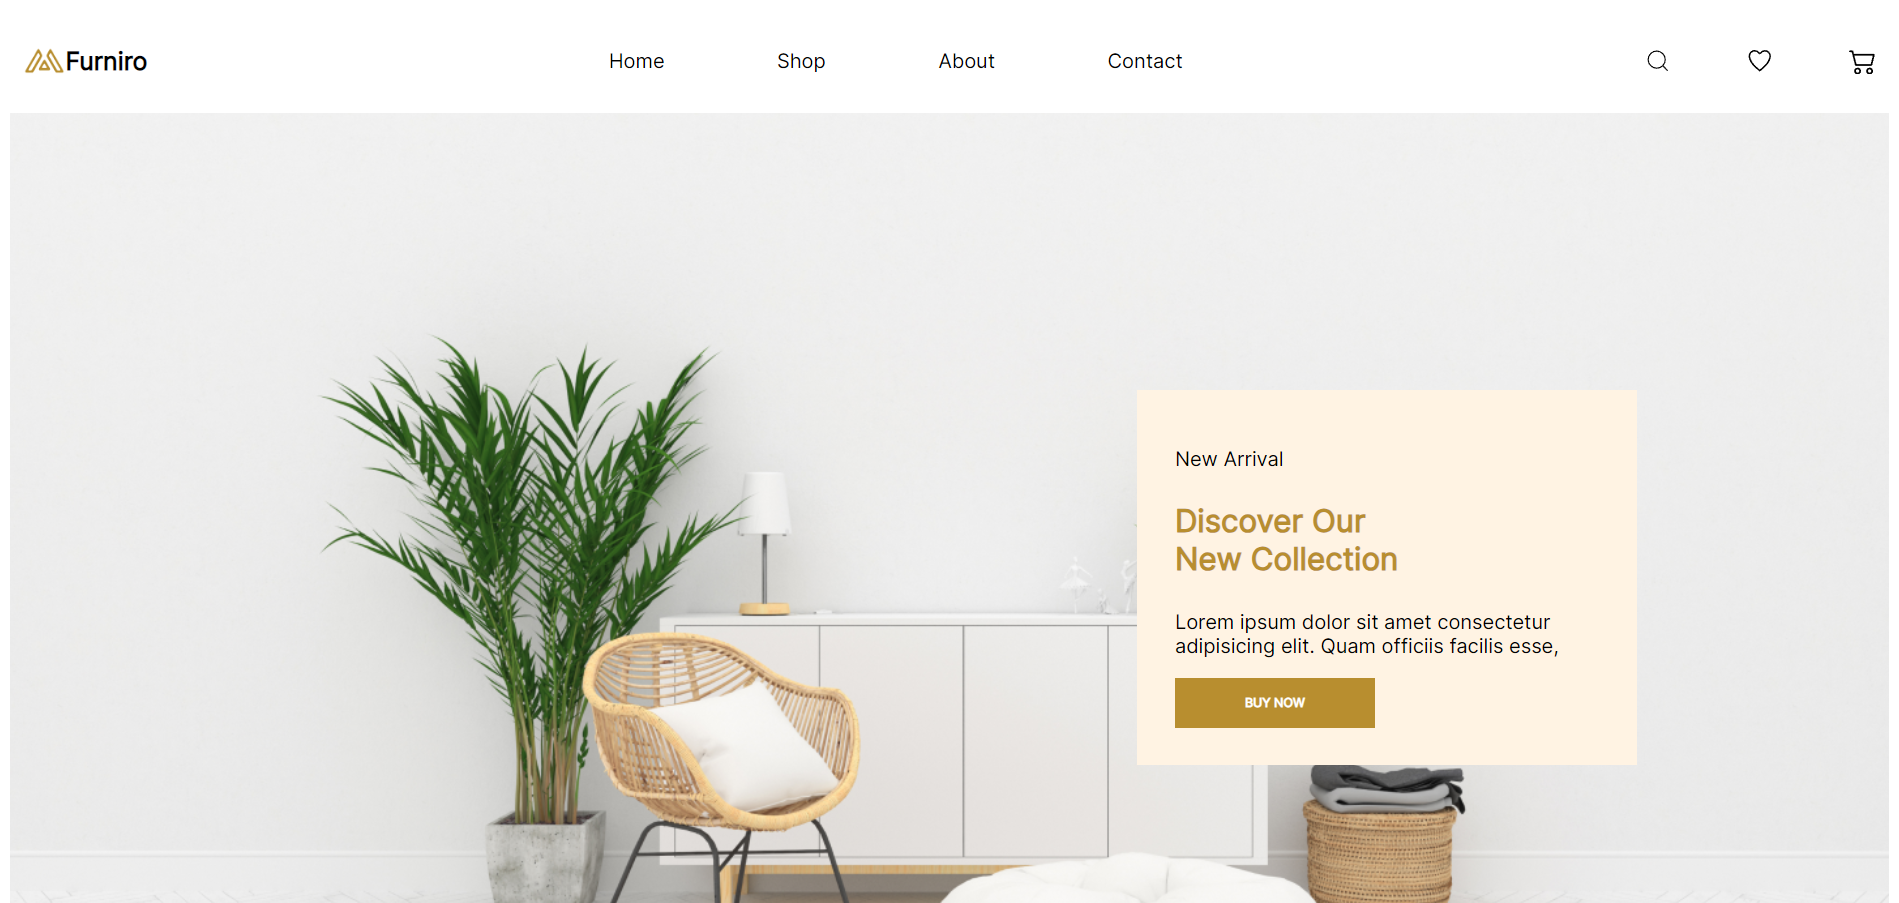 Furniro
Home
Shop
About
Contact
New Arrival
Discover Our
New Collection
Lorem ipsum dolor sit amet consectetur
adipisicing elit. Quam officiis facilis esse,
BUY NOW